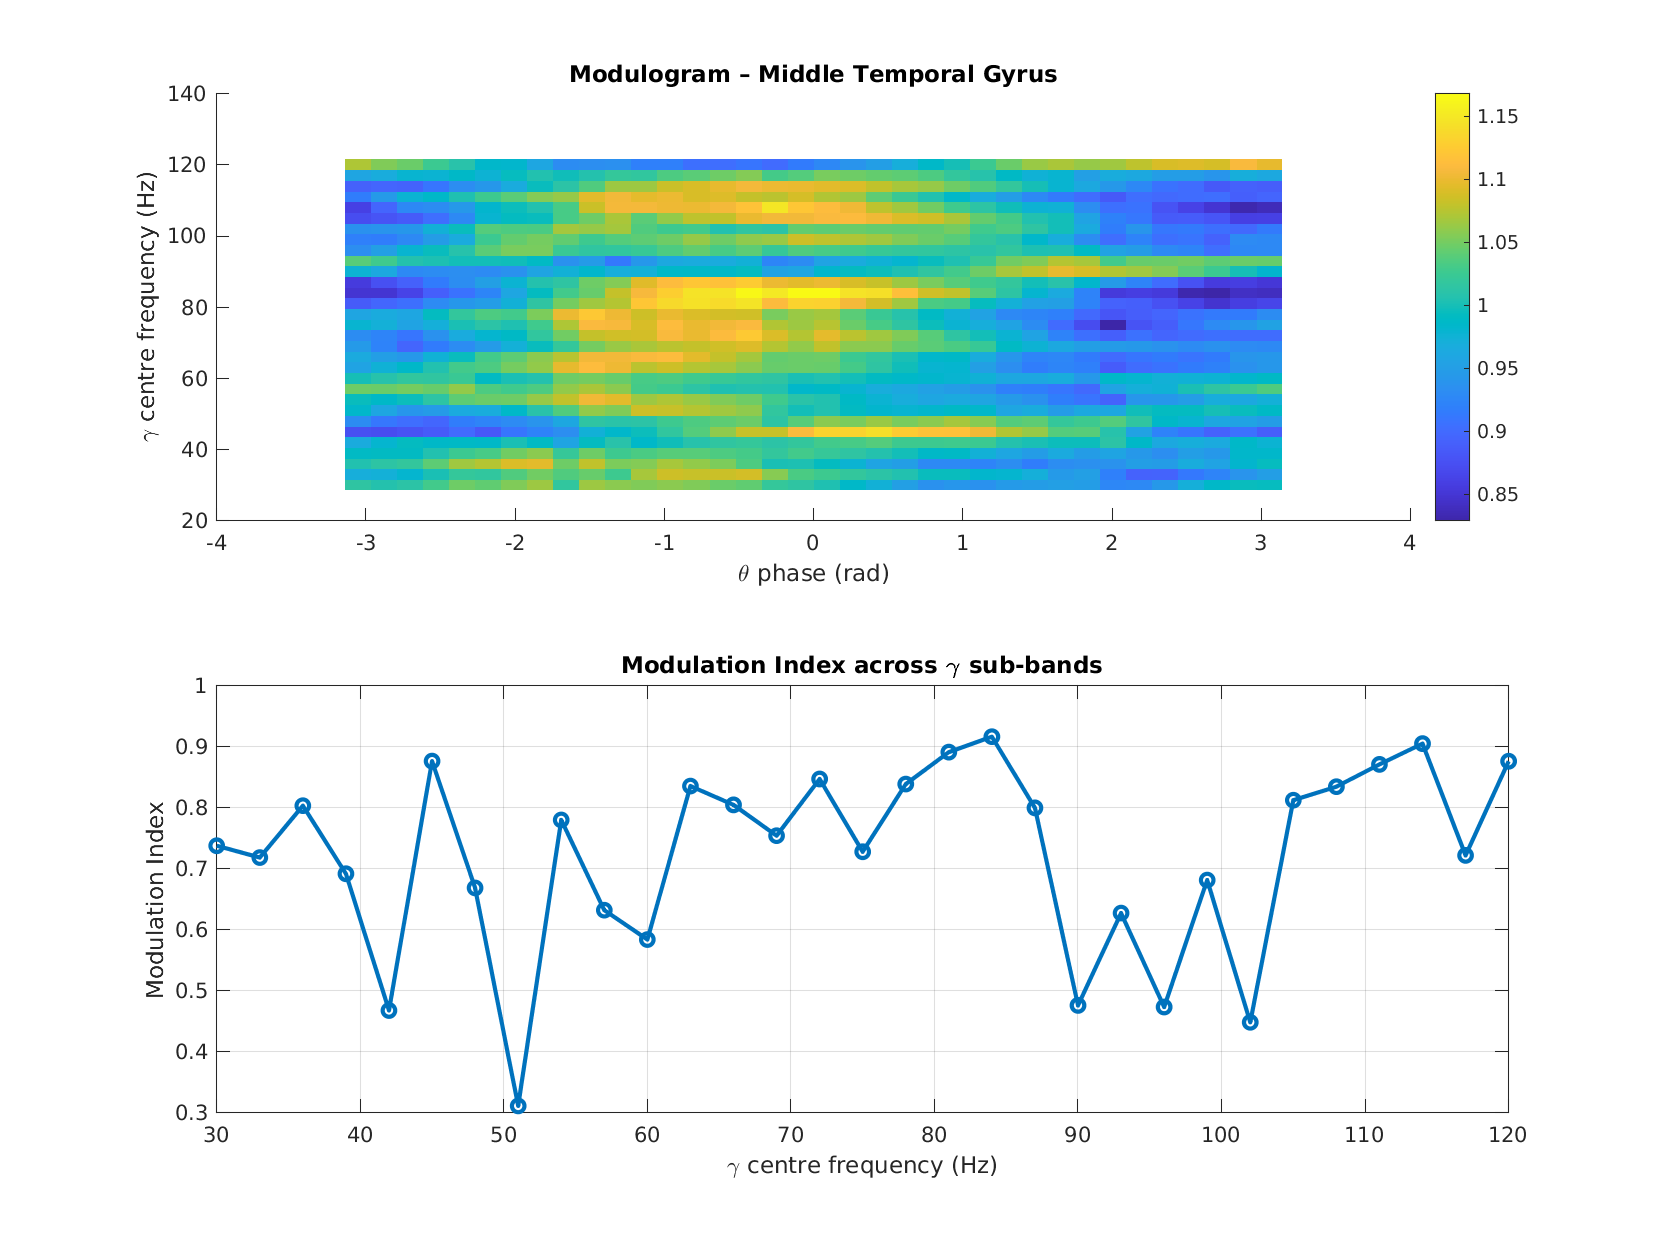 Modulogram – Middle Temporal Gyrus
γ centre frequency (Hz)
140
120
100
80
60
40
20
-4 -3 -2 -1 0 1 2 3 4
θ phase (rad)
1.15
1.1
1.05
1
0.95
0.9
0.85
Modulation Index across γ sub-bands
Modulation Index
1
0.9
0.8
0.7
0.6
0.5
0.4
0.3
30 40 50 60 70 80 90 100 110 120
γ centre frequency (Hz)